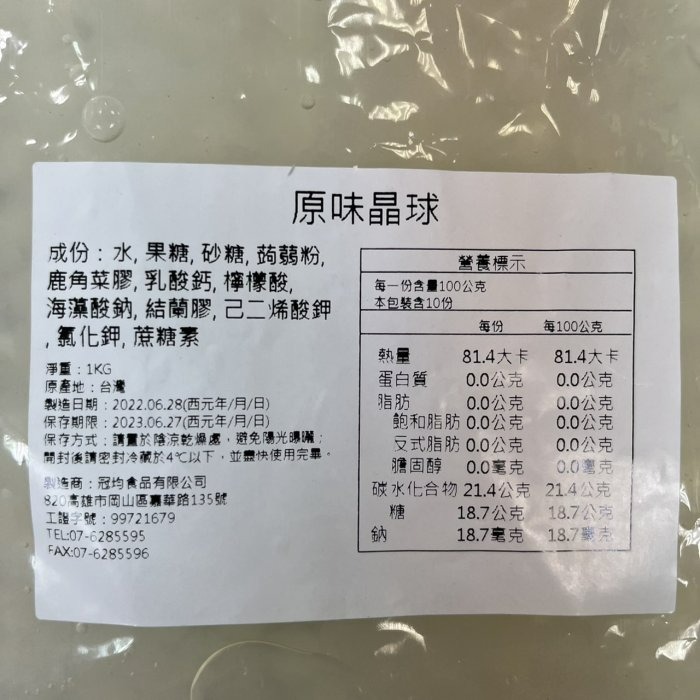 原味晶球
成份：水, 果糖, 砂糖, 蒟蒻粉,
鹿角菜膠, 乳酸鈣, 檸檬酸,
海藻酸鈉, 結蘭膠, 己二烯酸鉀
, 氯化鉀, 蔗糖素
淨重：1KG
原產地：台灣
製造日期：2022.06.28(西元年/月/日)
保存期限：2023.06.27(西元年/月/日)
保存方式：請置於陰涼乾燥處，避免陽光曝曬；
開封後請密封冷藏於4℃以下，並盡快使用完畢。
製造商：冠均食品有限公司
820高雄市岡山區嘉華路135號
工證字號：99721679
TEL:07-6285595
FAX:07-6285596
營養標示
每一份含量100公克
本包裝含10份
每份 每100公克
熱量 81.4大卡 81.4大卡
蛋白質 0.0公克 0.0公克
脂肪 0.0公克 0.0公克
飽和脂肪 0.0公克 0.0公克
反式脂肪 0.0公克 0.0公克
膽固醇 0.0毫克 0.0毫克
碳水化合物 21.4公克 21.4公克
糖 18.7公克 18.7公克
鈉 18.7毫克 18.7毫克